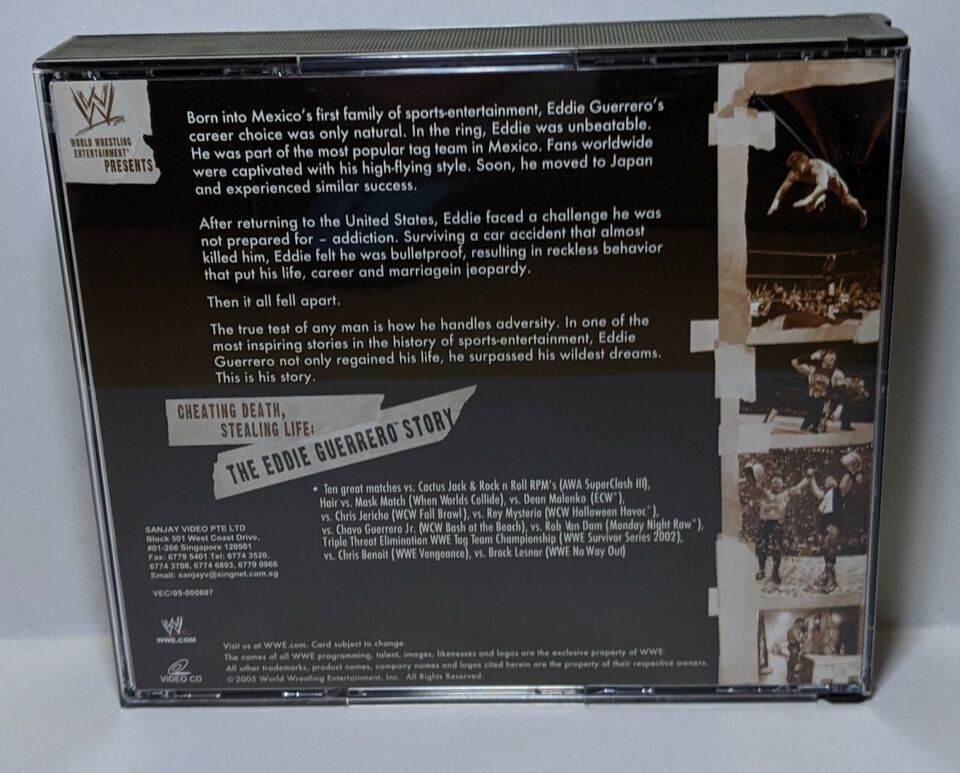 W
WORLD WRESTLING
ENTERTAINMENT™
PRESENTS
Born into Mexico's first family of sports-entertainment, Eddie Guerrero's
career choice was only natural. In the ring, Eddie was unbeatable.
He was part of the most popular tag team in Mexico. Fans worldwide
were captivated with his high-flying style. Soon, he moved to Japan
and experienced similar success.
After returning to the United States, Eddie faced a challenge he was
not prepared for – addiction. Surviving a car accident that almost
killed him, Eddie felt he was bulletproof, resulting in reckless behavior
that put his life, career and marriagein jeopardy.
Then it all fell apart.
The true test of any man is how he handles adversity. In one of the
most inspiring stories in the history of sports-entertainment, Eddie
Guerrero not only regained his life, he surpassed his wildest dreams.
This is his story.
CHEATING DEATH,
STEALING LIFE:
THE EDDIE GUERRERO™ STORY
• Ten great matches vs. Cactus Jack & Rock n Roll RPM's (AWA SuperClash III),
Hair vs. Mask Match (When Worlds Collide), vs. Dean Malenko (ECW®),
vs. Chris Jericho (WCW Fall Brawl), vs. Rey Mysterio (WCW Halloween Havoc®),
vs. Chavo Guerrero Jr. (WCW Bash at the Beach), vs. Rob Van Dam (Monday Night Raw®),
Triple Threat Elimination WWE Tag Team Championship (WWE Survivor Series 2002),
vs. Chris Benoit (WWE Vengeance), vs. Brock Lesnar (WWE No Way Out)
SANJAY VIDEO PTE LTD
Block 501 West Coast Drive,
#01-266 Singapore 120501
Fax: 6779 5401 Tel: 6774 3520,
6774 3708, 6774 6893, 6779 0966
Email: sanjayv@singnet.com.sg
VEC/05-000807
W
WWE.COM
VIDEO CD
Visit us at WWE.com. Card subject to change.
The names of all WWE programming, talent, images, likenesses and logos are the exclusive property of WWE.
All other trademarks, product names, company names and logos cited herein are the property of their respective owners.
©2005 World Wrestling Entertainment, Inc. All Rights Reserved.